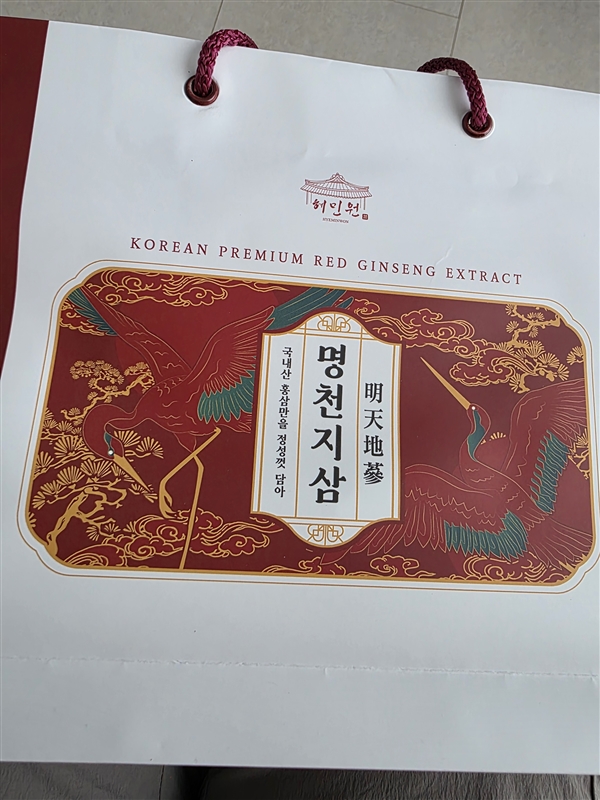 허민원
KOREAN PREMIUM RED GINSENG EXTRACT
明天地蔘
명천지삼
국내산 홍삼만을 정성껏 담아